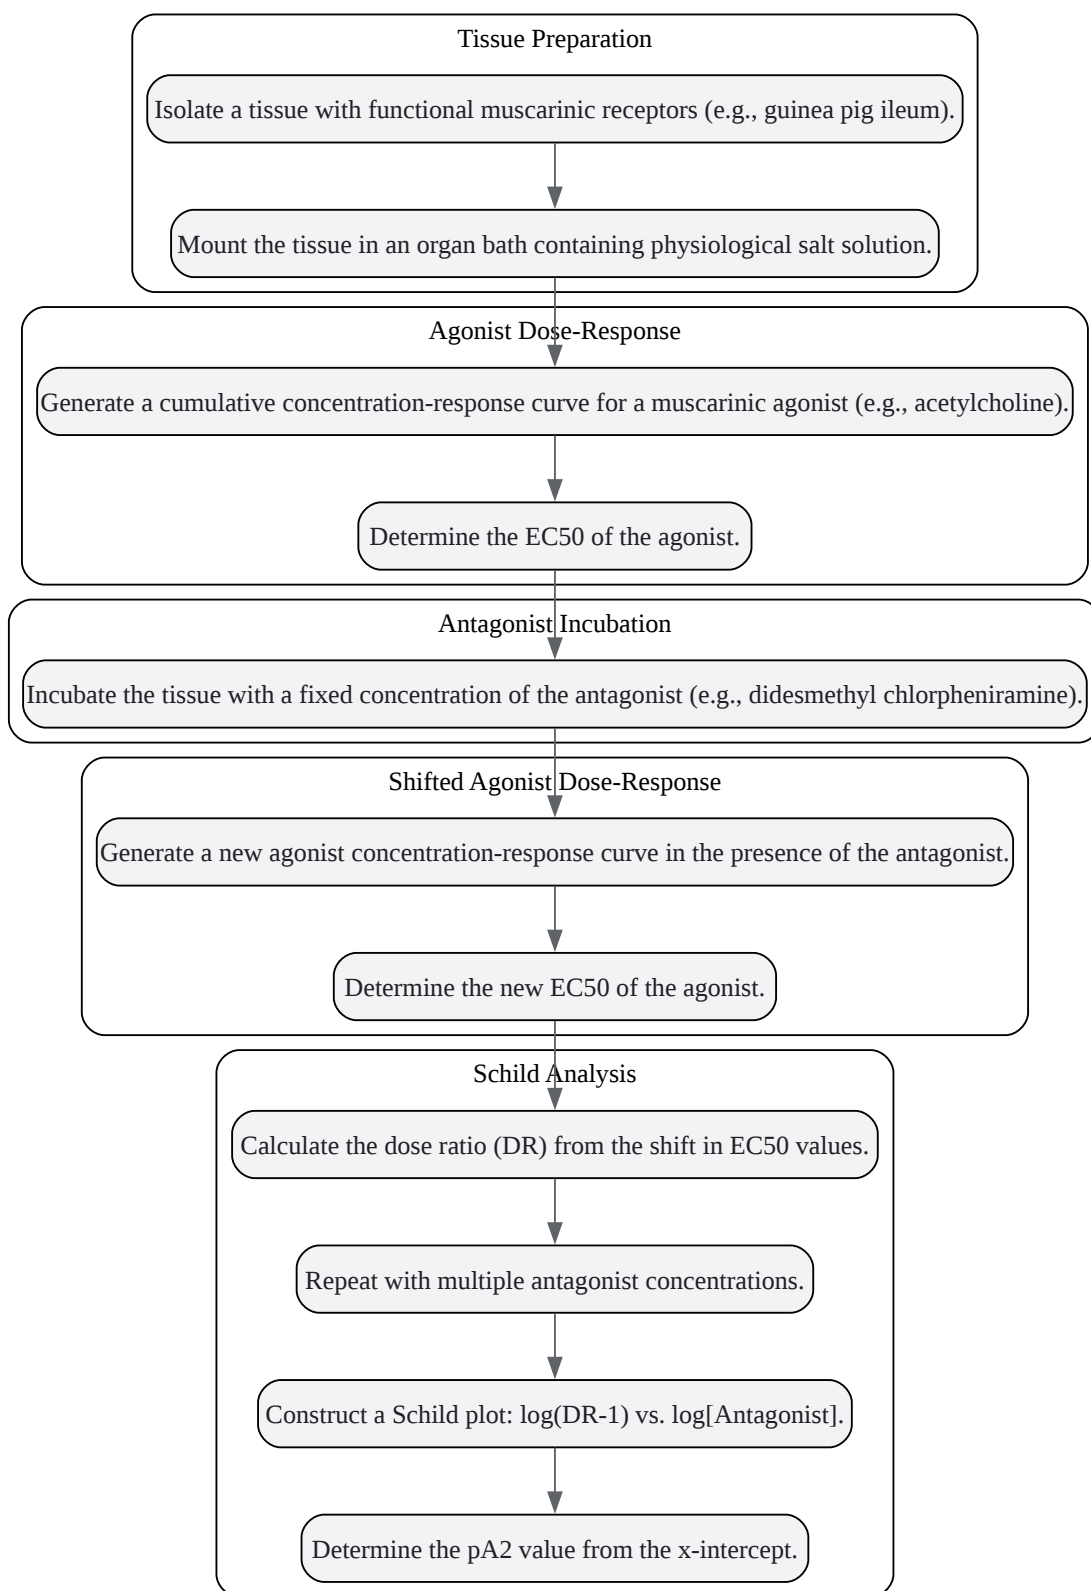 Tissue Preparation
Isolate a tissue with functional muscarinic receptors (e.g., guinea pig ileum).
Mount the tissue in an organ bath containing physiological salt solution.
Agonist Dose-Response
Generate a cumulative concentration-response curve for a muscarinic agonist (e.g., acetylcholine).
Determine the EC50 of the agonist.
Antagonist Incubation
Incubate the tissue with a fixed concentration of the antagonist (e.g., didesmethyl chlorpheniramine).
Shifted Agonist Dose-Response
Generate a new agonist concentration-response curve in the presence of the antagonist.
Determine the new EC50 of the agonist.
Schild Analysis
Calculate the dose ratio (DR) from the shift in EC50 values.
Repeat with multiple antagonist concentrations.
Construct a Schild plot: log(DR-1) vs. log[Antagonist].
Determine the pA2 value from the x-intercept.